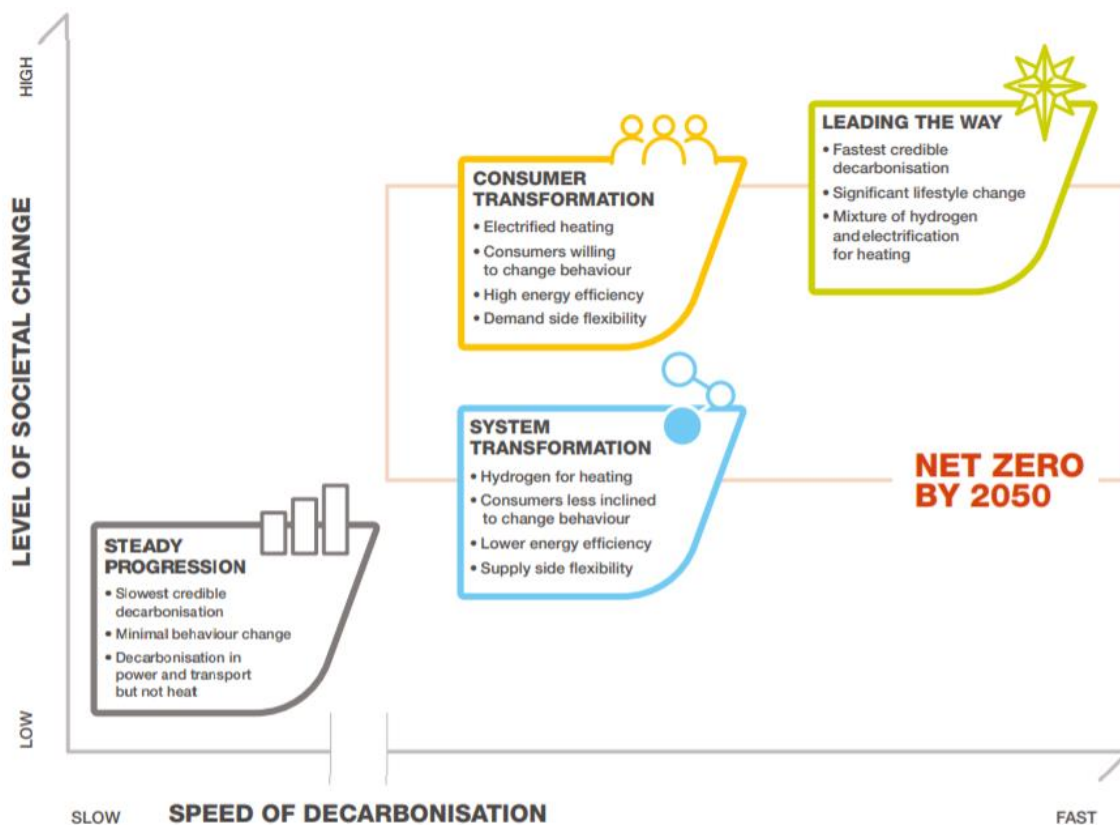 HIGH
LEVEL OF SOCIETAL CHANGE
LOW
LEADING THE WAY
• Fastest credible
decarbonisation
• Significant lifestyle change
• Mixture of hydrogen
and electrification
for heating
CONSUMER
TRANSFORMATION
• Electrified heating
• Consumers willing
to change behaviour
• High energy efficiency
• Demand side flexibility
SYSTEM
TRANSFORMATION
• Hydrogen for heating
• Consumers less inclined
to change behaviour
• Lower energy efficiency
• Supply side flexibility
NET ZERO
BY 2050
STEADY
PROGRESSION
• Slowest credible
decarbonisation
• Minimal behaviour change
• Decarbonisation in
power and transport
but not heat
SLOW
SPEED OF DECARBONISATION
FAST